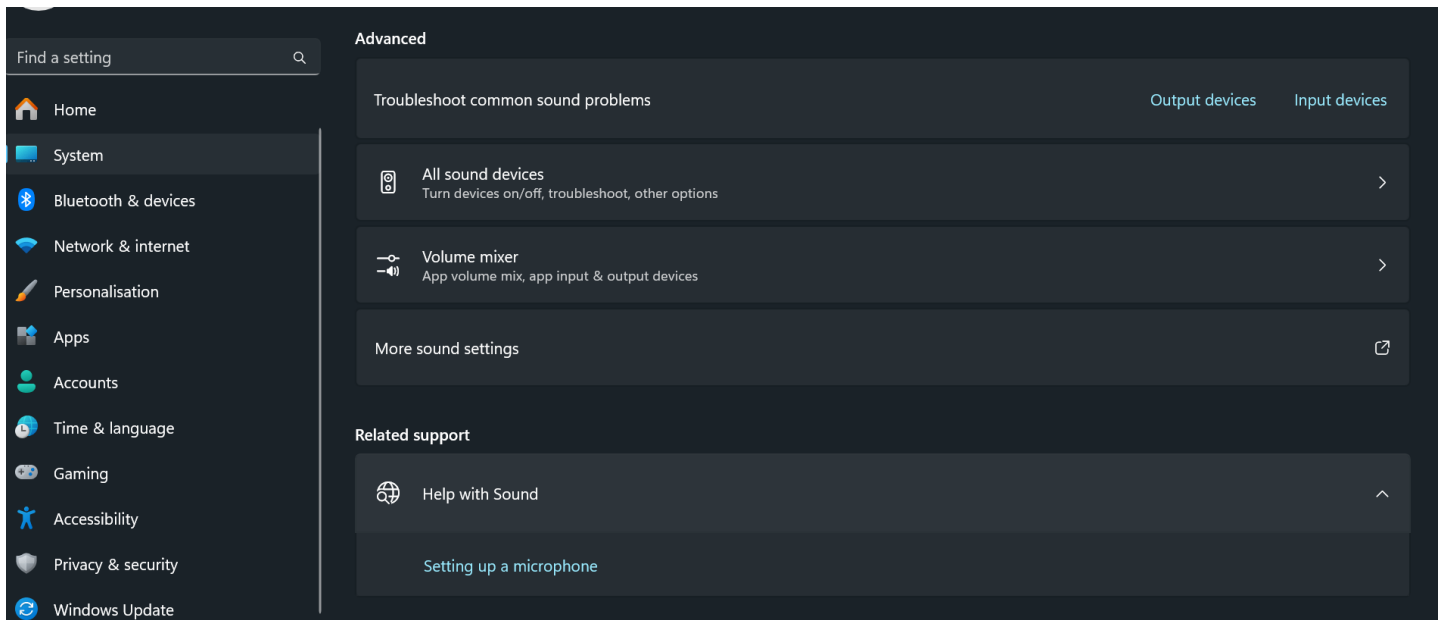 Find a setting
Home
System
Bluetooth & devices
Network & internet
Personalisation
Apps
Accounts
Time & language
Gaming
Accessibility
Privacy & security
Windows Update
Advanced
Troubleshoot common sound problems
Output devices
Input devices
All sound devices
Turn devices on/off, troubleshoot, other options
Volume mixer
App volume mix, app input & output devices
More sound settings
Related support
Help with Sound
Setting up a microphone